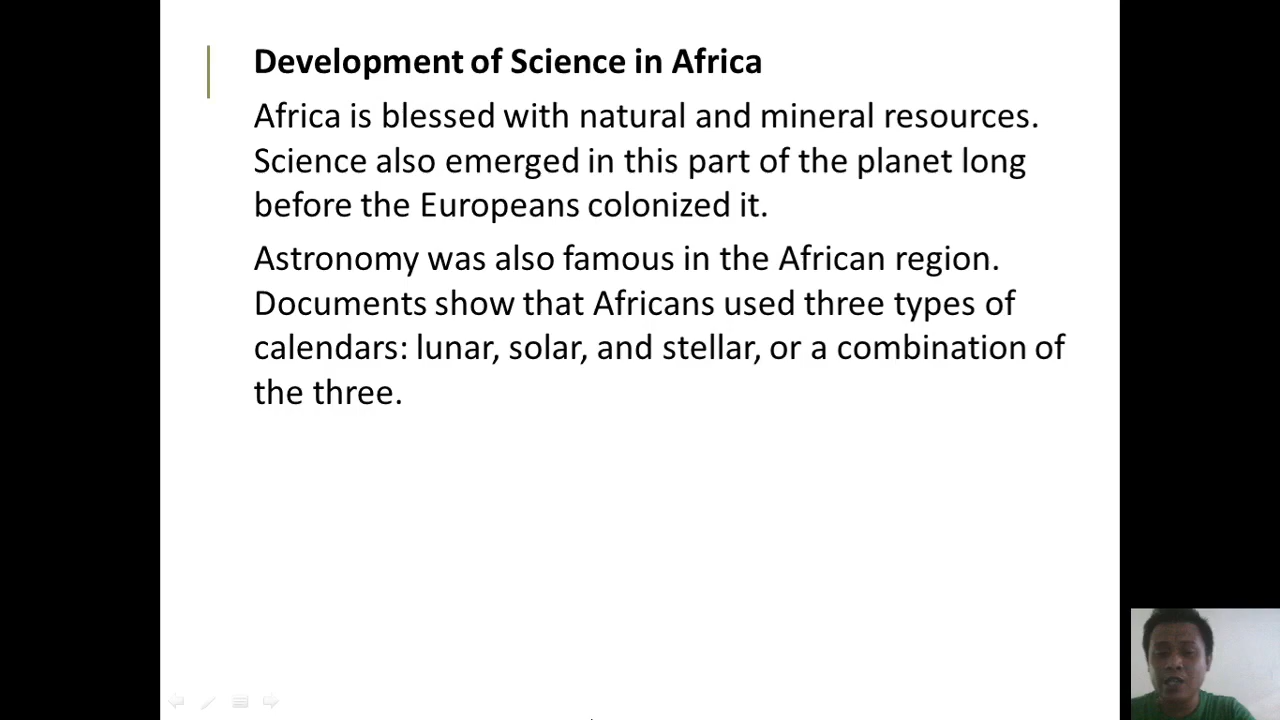 Development of Science in Africa
Africa is blessed with natural and mineral resources.
Science also emerged in this part of the planet long
before the Europeans colonized it.
Astronomy was also famous in the African region.
Documents show that Africans used three types of
calendars: lunar, solar, and stellar, or a combination of
the three.